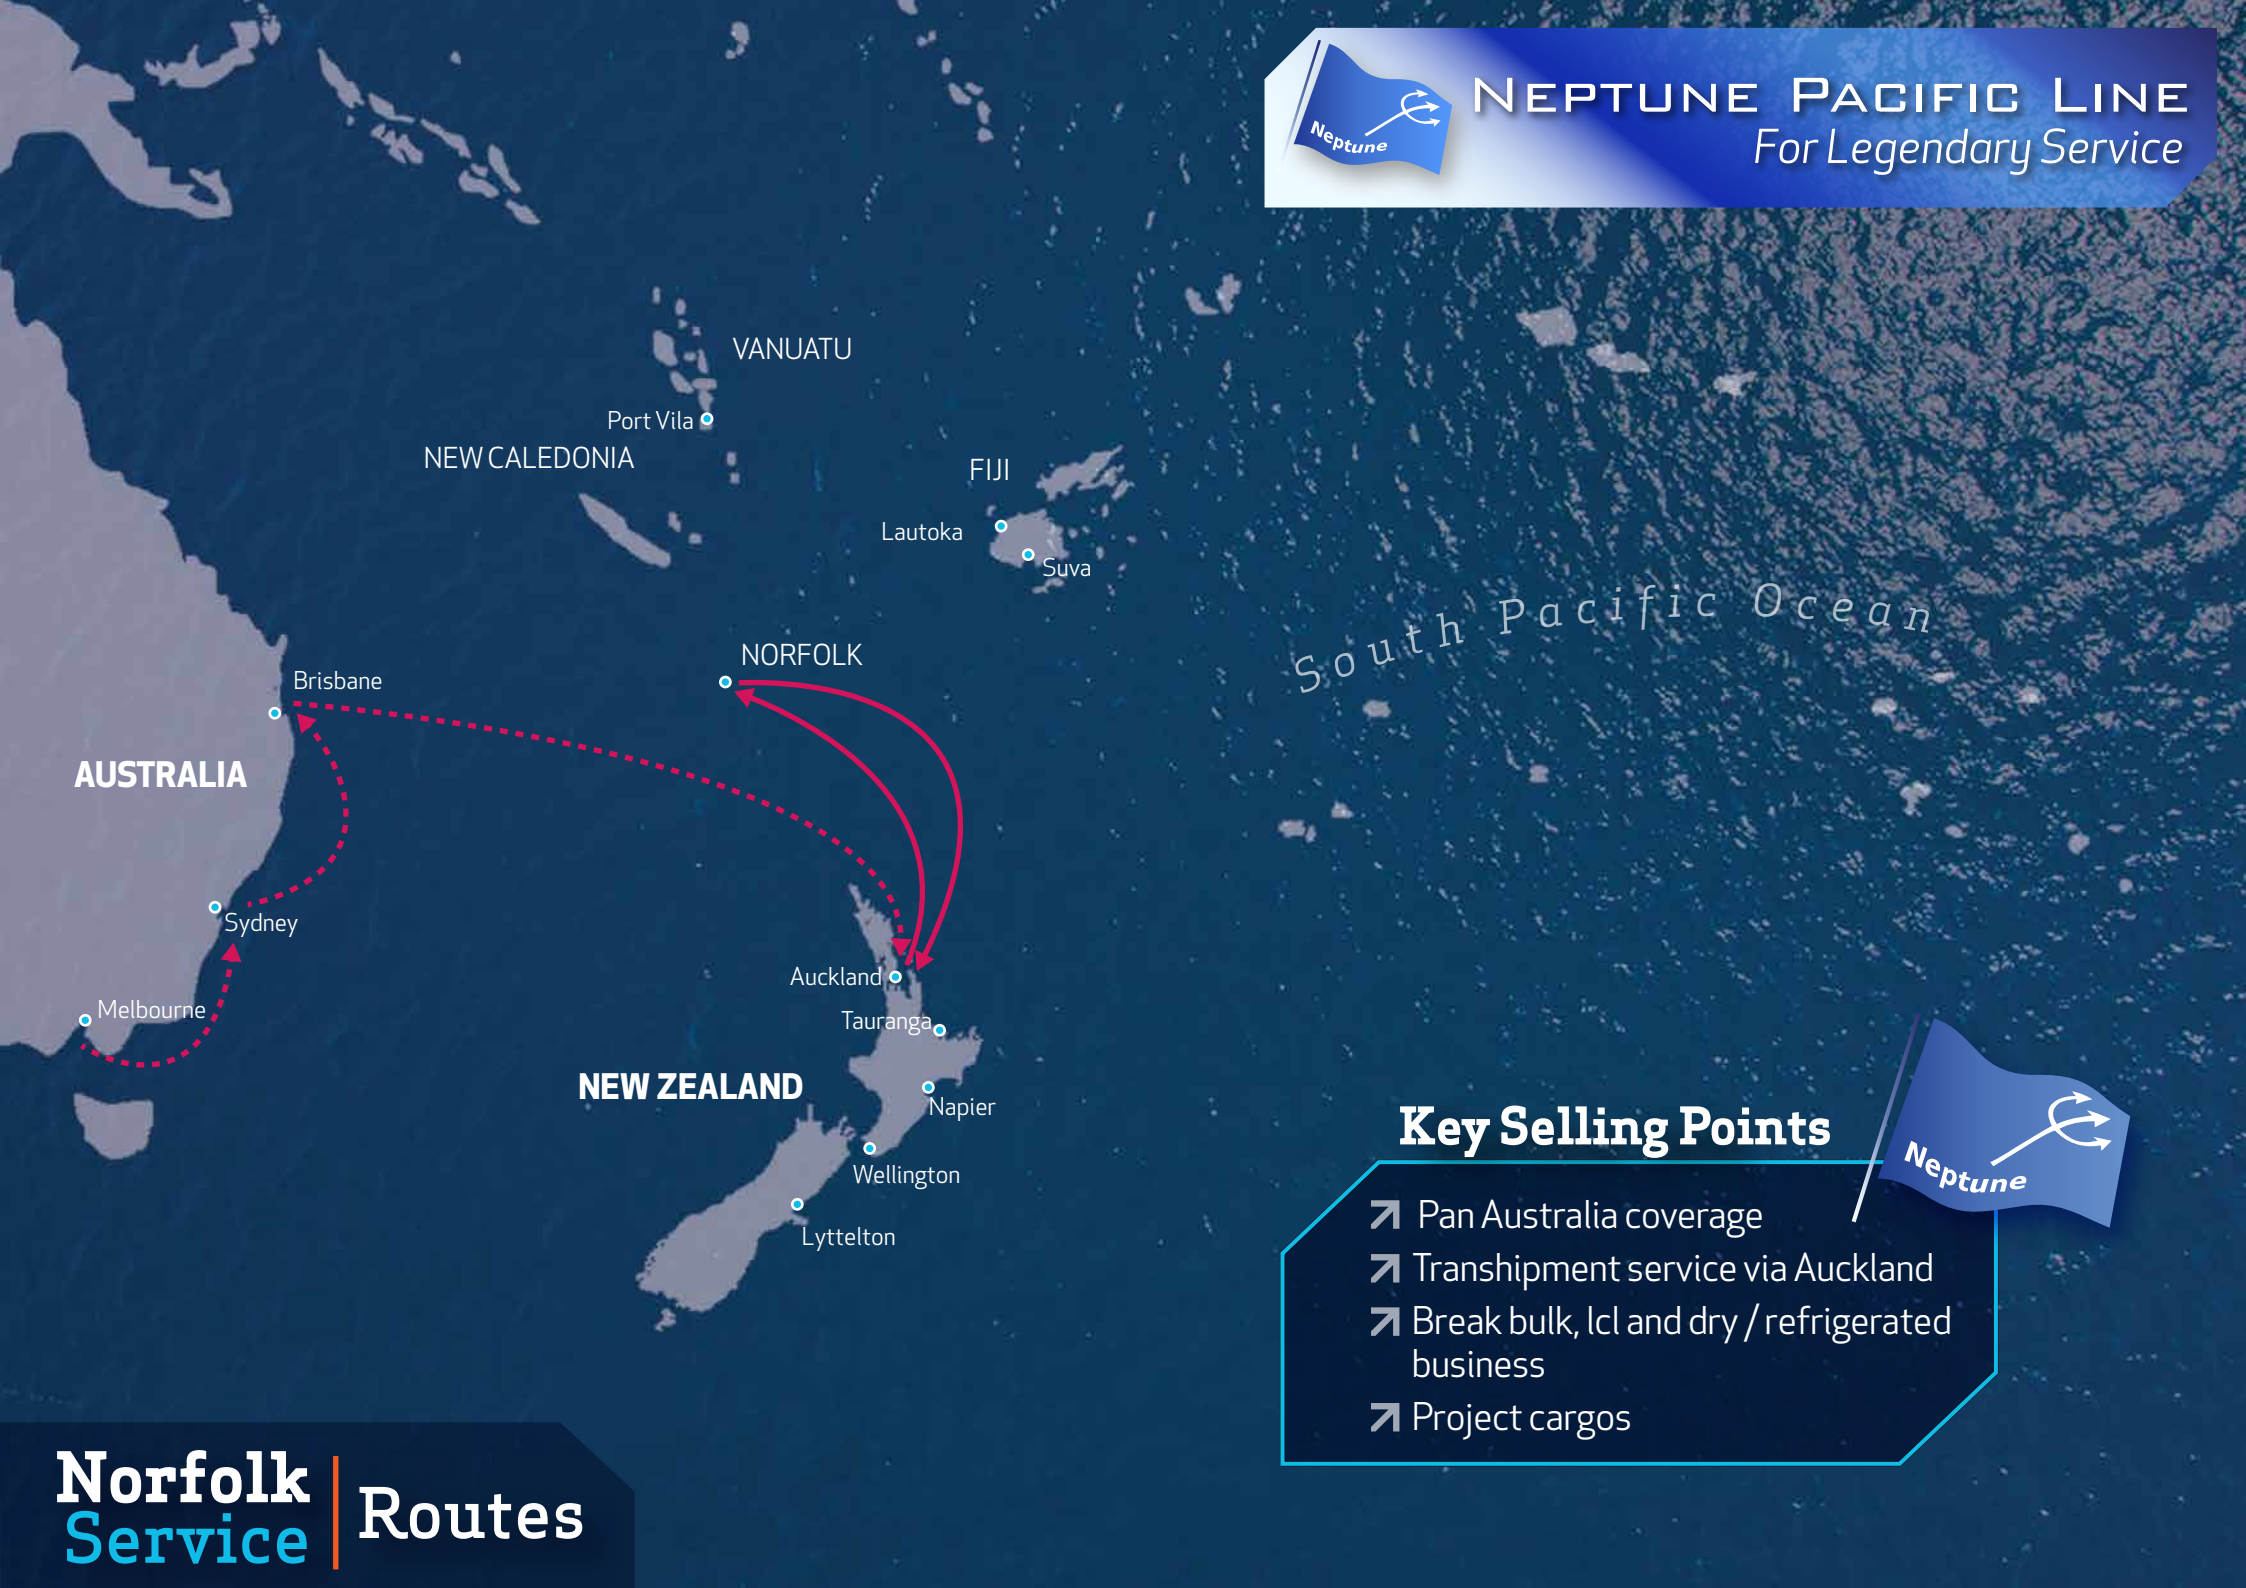 Neptune
NEPTUNE PACIFIC LINE
For Legendary Service
VANUATU
Port Vila
NEW CALEDONIA
FIJI
Lautoka
Suva
South Pacific Ocean
NORFOLK
Brisbane
AUSTRALIA
Sydney
Auckland
Melbourne
Tauranga
NEW ZEALAND
Napier
Wellington
Lyttelton
Key Selling Points
Neptune
Pan Australia coverage
Transhipment service via Auckland
Break bulk, lcl and dry / refrigerated
business
Project cargos
Norfolk
Service
Routes